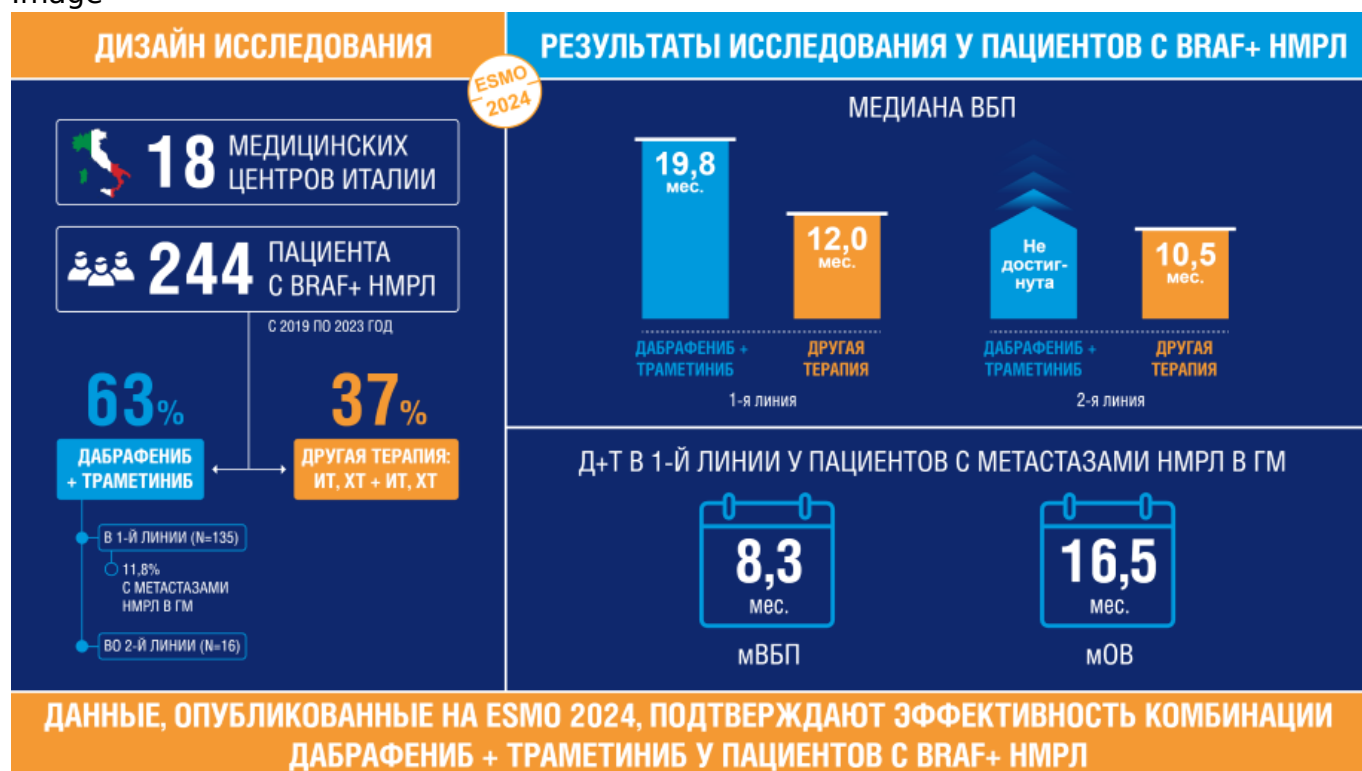 Image
ДИЗАЙН ИССЛЕДОВАНИЯ
ESMO
2024
18 МЕДИЦИНСКИХ
ЦЕНТРОВ ИТАЛИИ
244 ПАЦИЕНТА
С BRAF+ НМРЛ
С 2019 ПО 2023 ГОД
63%
ДАБРАФЕНИБ
+ ТРАМЕТИНИБ
37%
ДРУГАЯ ТЕРАПИЯ:
ИТ, ХТ + ИТ, ХТ
В 1-Й ЛИНИИ (N=135)
11,8%
С МЕТАСТАЗАМИ
НМРЛ В ГМ
ВО 2-Й ЛИНИИ (N=16)
РЕЗУЛЬТАТЫ ИССЛЕДОВАНИЯ У ПАЦИЕНТОВ С BRAF+ НМРЛ
МЕДИАНА ВБП
19,8
мес.
12,0
мес.
ДАБРАФЕНИБ +
ТРАМЕТИНИБ
ДРУГАЯ
ТЕРАПИЯ
1-я линия
Не
достиг-
нута
10,5
мес.
ДАБРАФЕНИБ +
ТРАМЕТИНИБ
ДРУГАЯ
ТЕРАПИЯ
2-я линия
Д+Т В 1-Й ЛИНИИ У ПАЦИЕНТОВ С МЕТАСТАЗАМИ НМРЛ В ГМ
8,3
мес.
мВБП
16,5
мес.
мОВ
ДАННЫЕ, ОПУБЛИКОВАННЫЕ НА ESMO 2024, ПОДТВЕРЖДАЮТ ЭФФЕКТИВНОСТЬ КОМБИНАЦИИ
ДАБРАФЕНИБ + ТРАМЕТИНИБ У ПАЦИЕНТОВ С BRAF+ НМРЛ